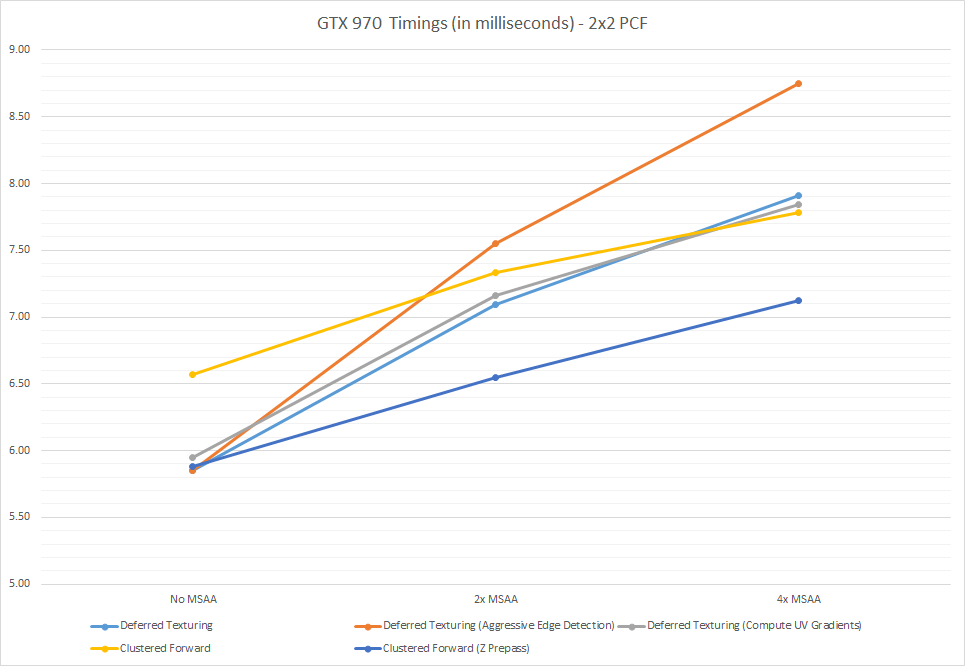 GTX 970 Timings (in milliseconds) - 2x2 PCF
9.00
8.50
8.00
7.50
7.00
6.50
6.00
5.50
5.00
No MSAA 2x MSAA 4x MSAA
Deferred Texturing Deferred Texturing (Aggressive Edge Detection) Deferred Texturing (Compute UV Gradients)
Clustered Forward Clustered Forward (Z Prepass)